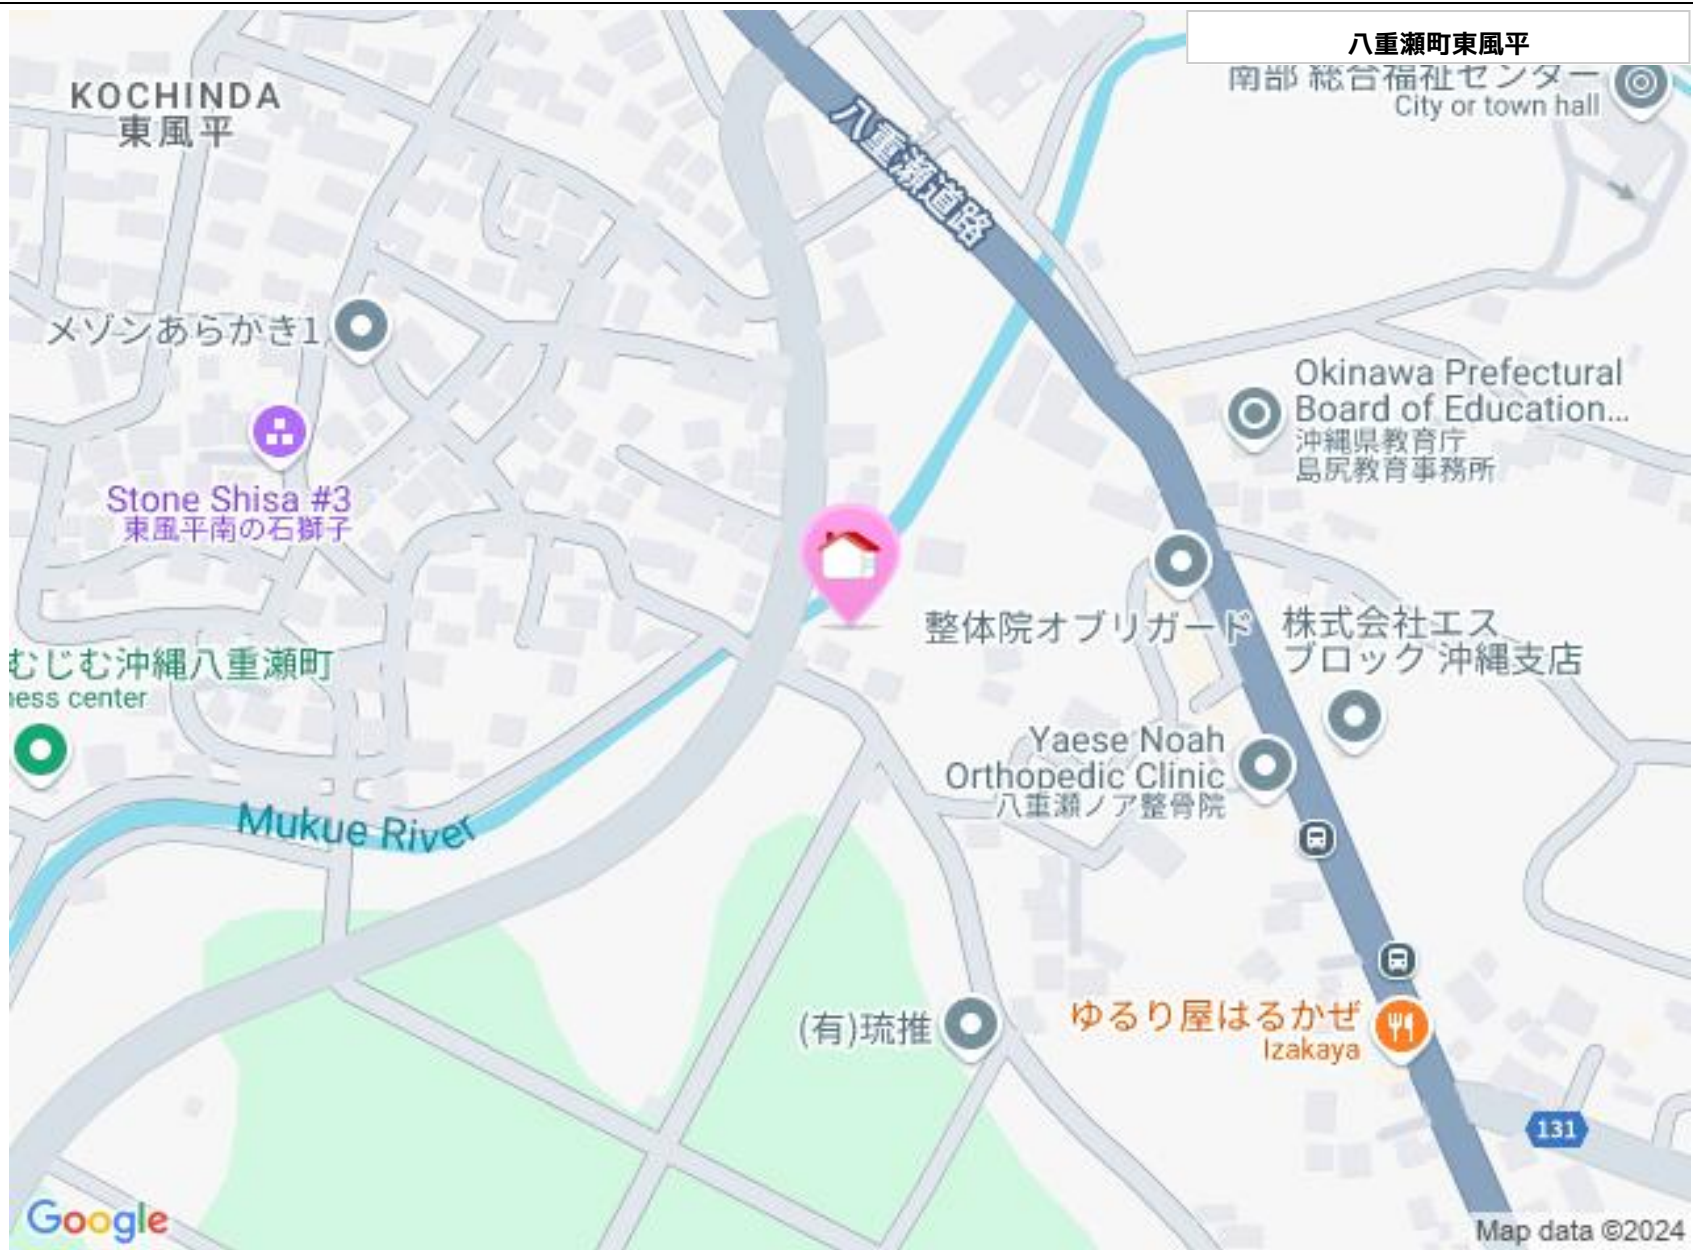 八重瀬町東風平
南部 総合福祉センター
City or town hall
KOCHINDA
東風平
八重瀬道路
メゾンあらかき1
Okinawa Prefectural
Board of Education...
沖縄県教育庁
島尻教育事務所
Stone Shisa #3
東風平南の石獅子
整体院オブリガード
株式会社エス
ブロック 沖縄支店
むじむ沖縄八重瀬町
ness center
Yaese Noah
Orthopedic Clinic
八重瀬ノア整骨院
Mukue River
(有)琉推
ゆるり屋はるかぜ
Izakaya
131
Google
Map data ©2024